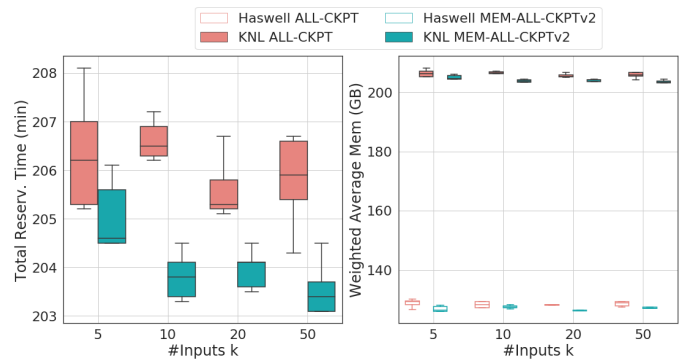 Haswell ALL-CKPT
KNL ALL-CKPT
Haswell MEM-ALL-CKPTv2
KNL MEM-ALL-CKPTv2
Total Reserv. Time (min)
208
207
206
205
204
203
5
10
20
50
#Inputs k
Weighted Average Mem (GB)
200
180
160
140
5
10
20
50
#Inputs k